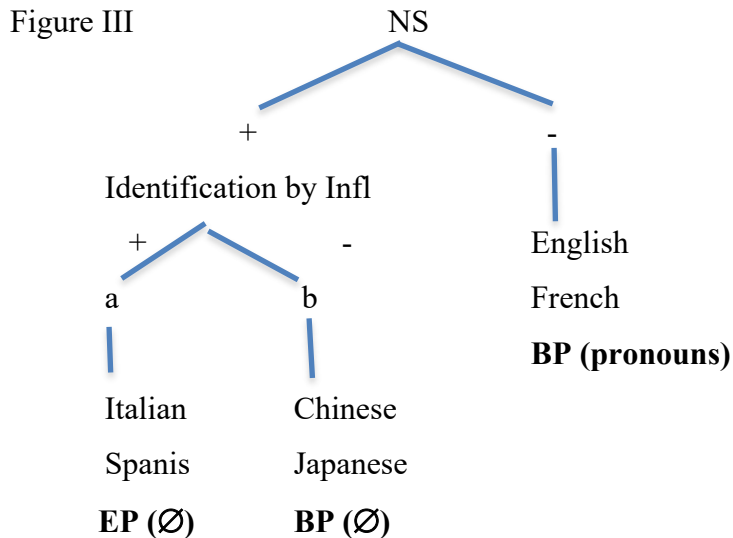 Figure III NS
+ -
Identification by Infl
+ - English
a b French
BP (pronouns)
Italian Chinese
Spanis Japanese
EP (∅) BP (∅)